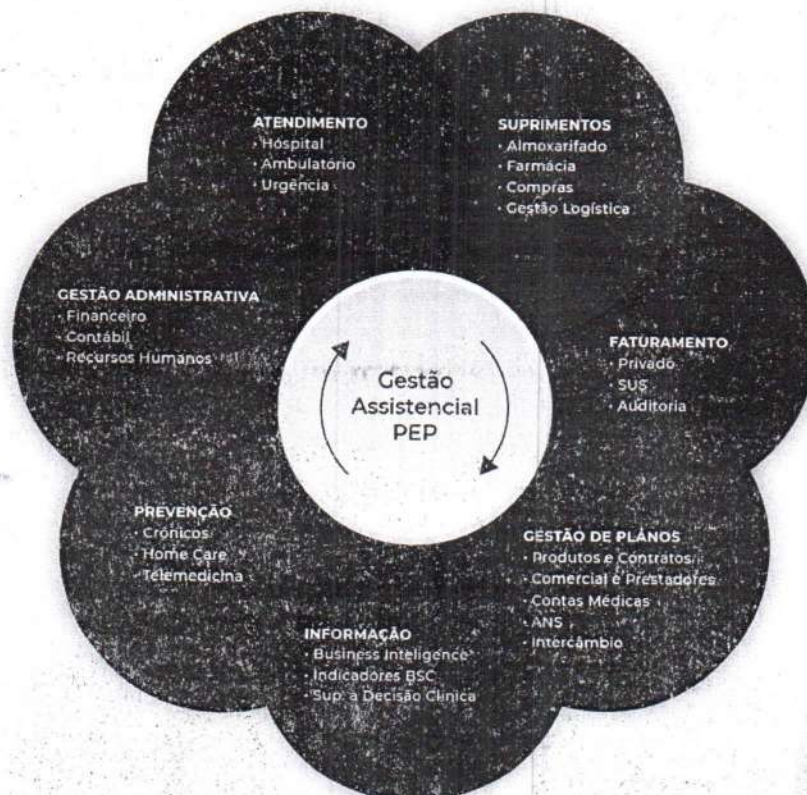 ATENDIMENTO
• Hóspital
• Ambulatório
• Urgência
SUPRIMENTOS
• Almoxarifado
• Farmácia
• Compras
• Gestão Logística
FATURAMENTO
• Privado
• SUS
• Auditoria
GESTÃO DE PLANOS
• Produtos e Contratos
• Comercial e Prestadores
• Contas Médicas
• ANS
• Intercâmbio
INFORMAÇÃO
• Business Inteligence
• Indicadores BSC
• Sup. a Decisão Clínica
PREVENÇÃO
• Crônicos
• Home Care
• Telemedicina
GESTÃO ADMINISTRATIVA
• Financeiro
• Contábil
• Recursos Humanos
Gestão
Assistencial
PEP